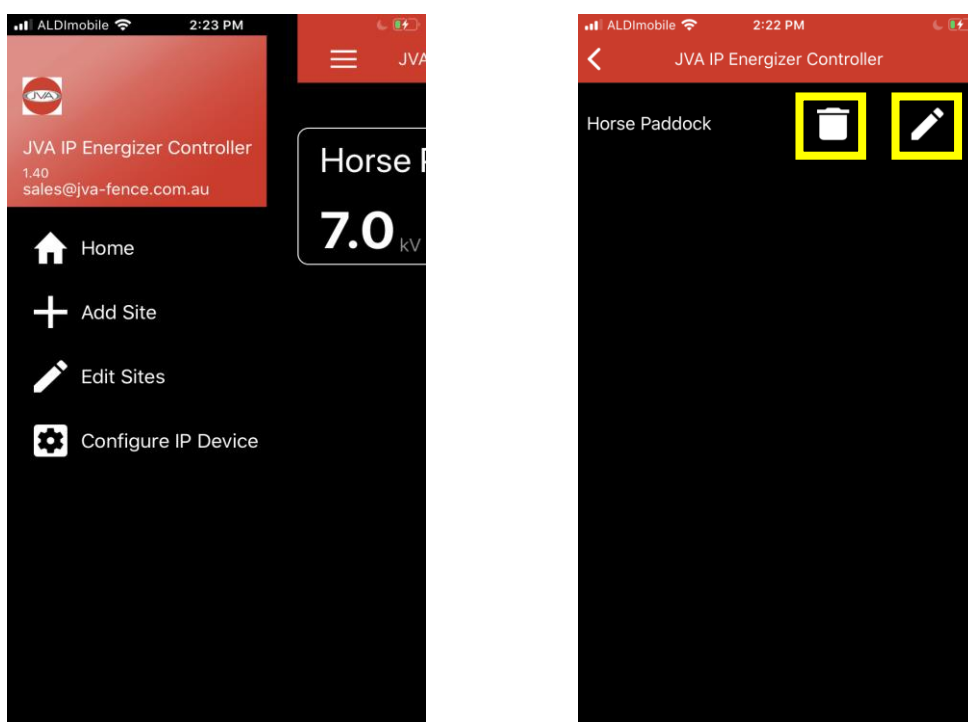 ALDImobile 2:23 PM
JVA
JVA
JVA IP Energizer Controller
1.40
sales@jva-fence.com.au
Horse
7.0 kV
Home
Add Site
Edit Sites
Configure IP Device
ALDImobile 2:22 PM
JVA IP Energizer Controller
Horse Paddock